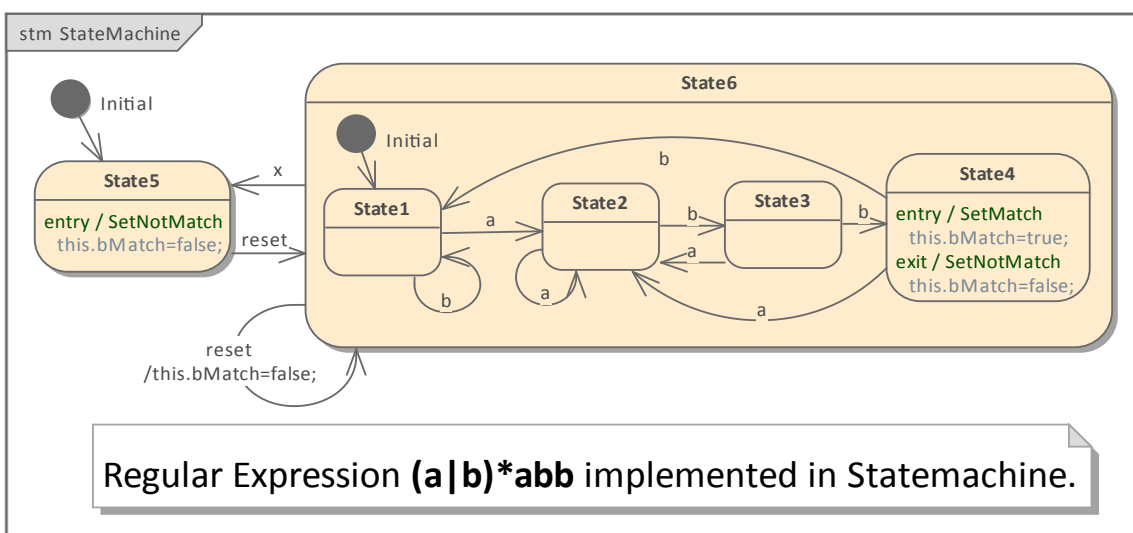 stm StateMachine
Initial
State5
entry / SetNotMatch
this.bMatch=false;
x
reset
reset
/this.bMatch=false;
State6
Initial
State1
a
b
State2
a
b
a
State3
b
b
a
State4
entry / SetMatch
this.bMatch=true;
exit / SetNotMatch
this.bMatch=false;
Regular Expression (a|b)*abb implemented in Statemachine.